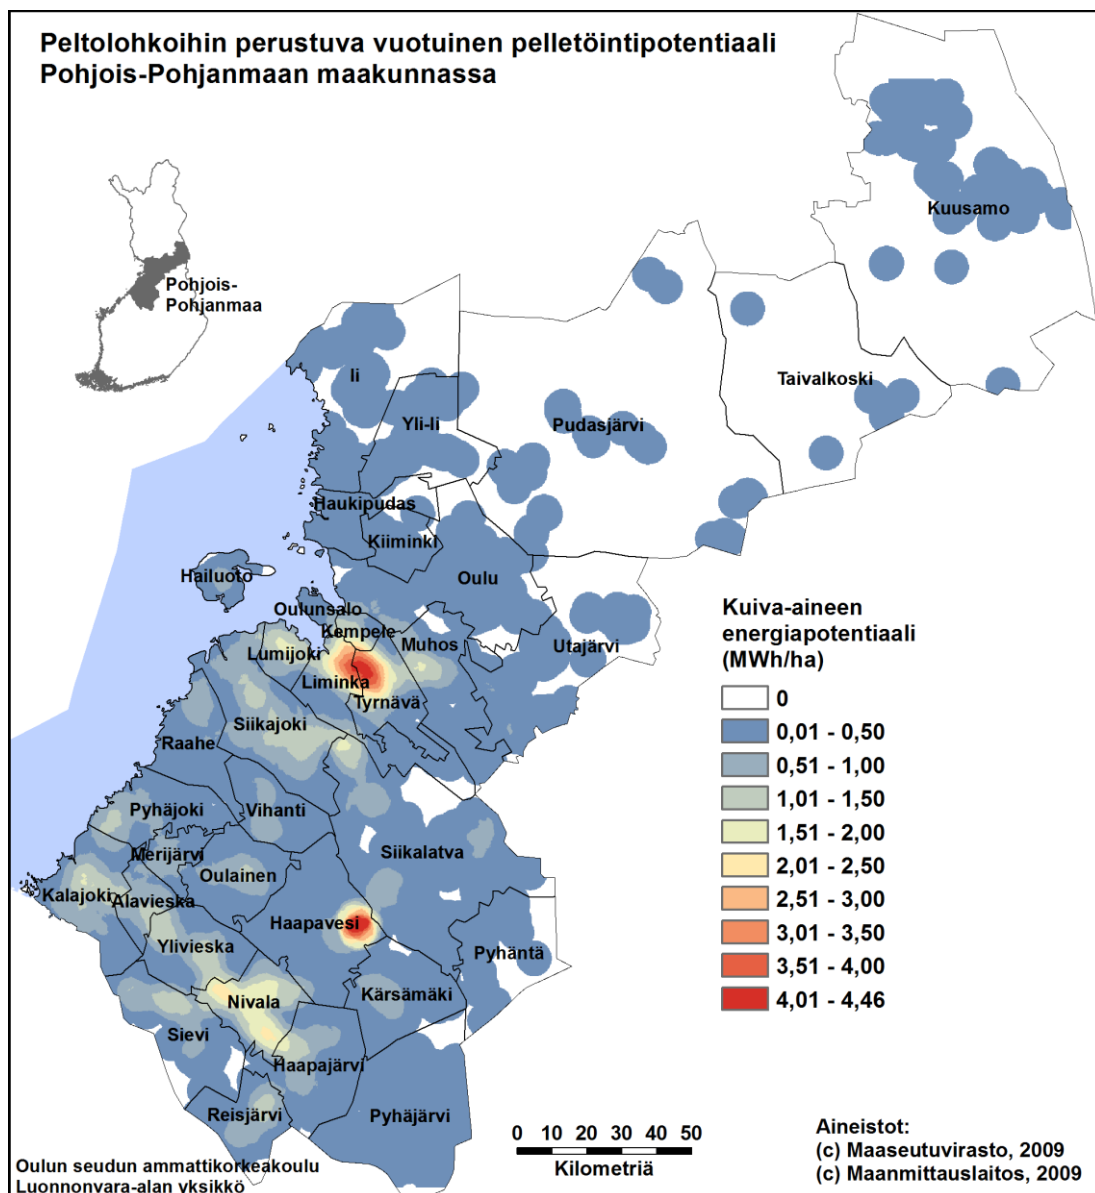 Peltolohkoihin perustuva vuotuinen pelletöintipotentiaali
Pohjois-Pohjanmaan maakunnassa
Pohjois-
Pohjanmaa
Kuusamo
Taivalkoski
Ii
Yli-Ii
Pudasjärvi
Haukipudas
Kiiminki
Oulu
Hailuoto
Oulunsalo
Kempele
Muhos
Utajärvi
Lumijoki
Liminka
Tyrnävä
Siikajoki
Raahe
Pyhäjoki
Vihanti
Merijärvi
Siikalatva
Oulainen
Kalajoki
Alavieska
Haapavesi
Ylivieska
Pyhäntä
Kärsämäki
Nivala
Sievi
Haapajärvi
Reisjärvi
Pyhäjärvi
Kuiva-aineen
energiapotentiaali
(MWh/ha)
0
0,01 - 0,50
0,51 - 1,00
1,01 - 1,50
1,51 - 2,00
2,01 - 2,50
2,51 - 3,00
3,01 - 3,50
3,51 - 4,00
4,01 - 4,46
0 10 20 30 40 50
Kilometriä
Aineistot:
(c) Maaseutuvirasto, 2009
(c) Maanmittauslaitos, 2009
Oulun seudun ammattikorkeakoulu
Luonnonvara-alan yksikkö